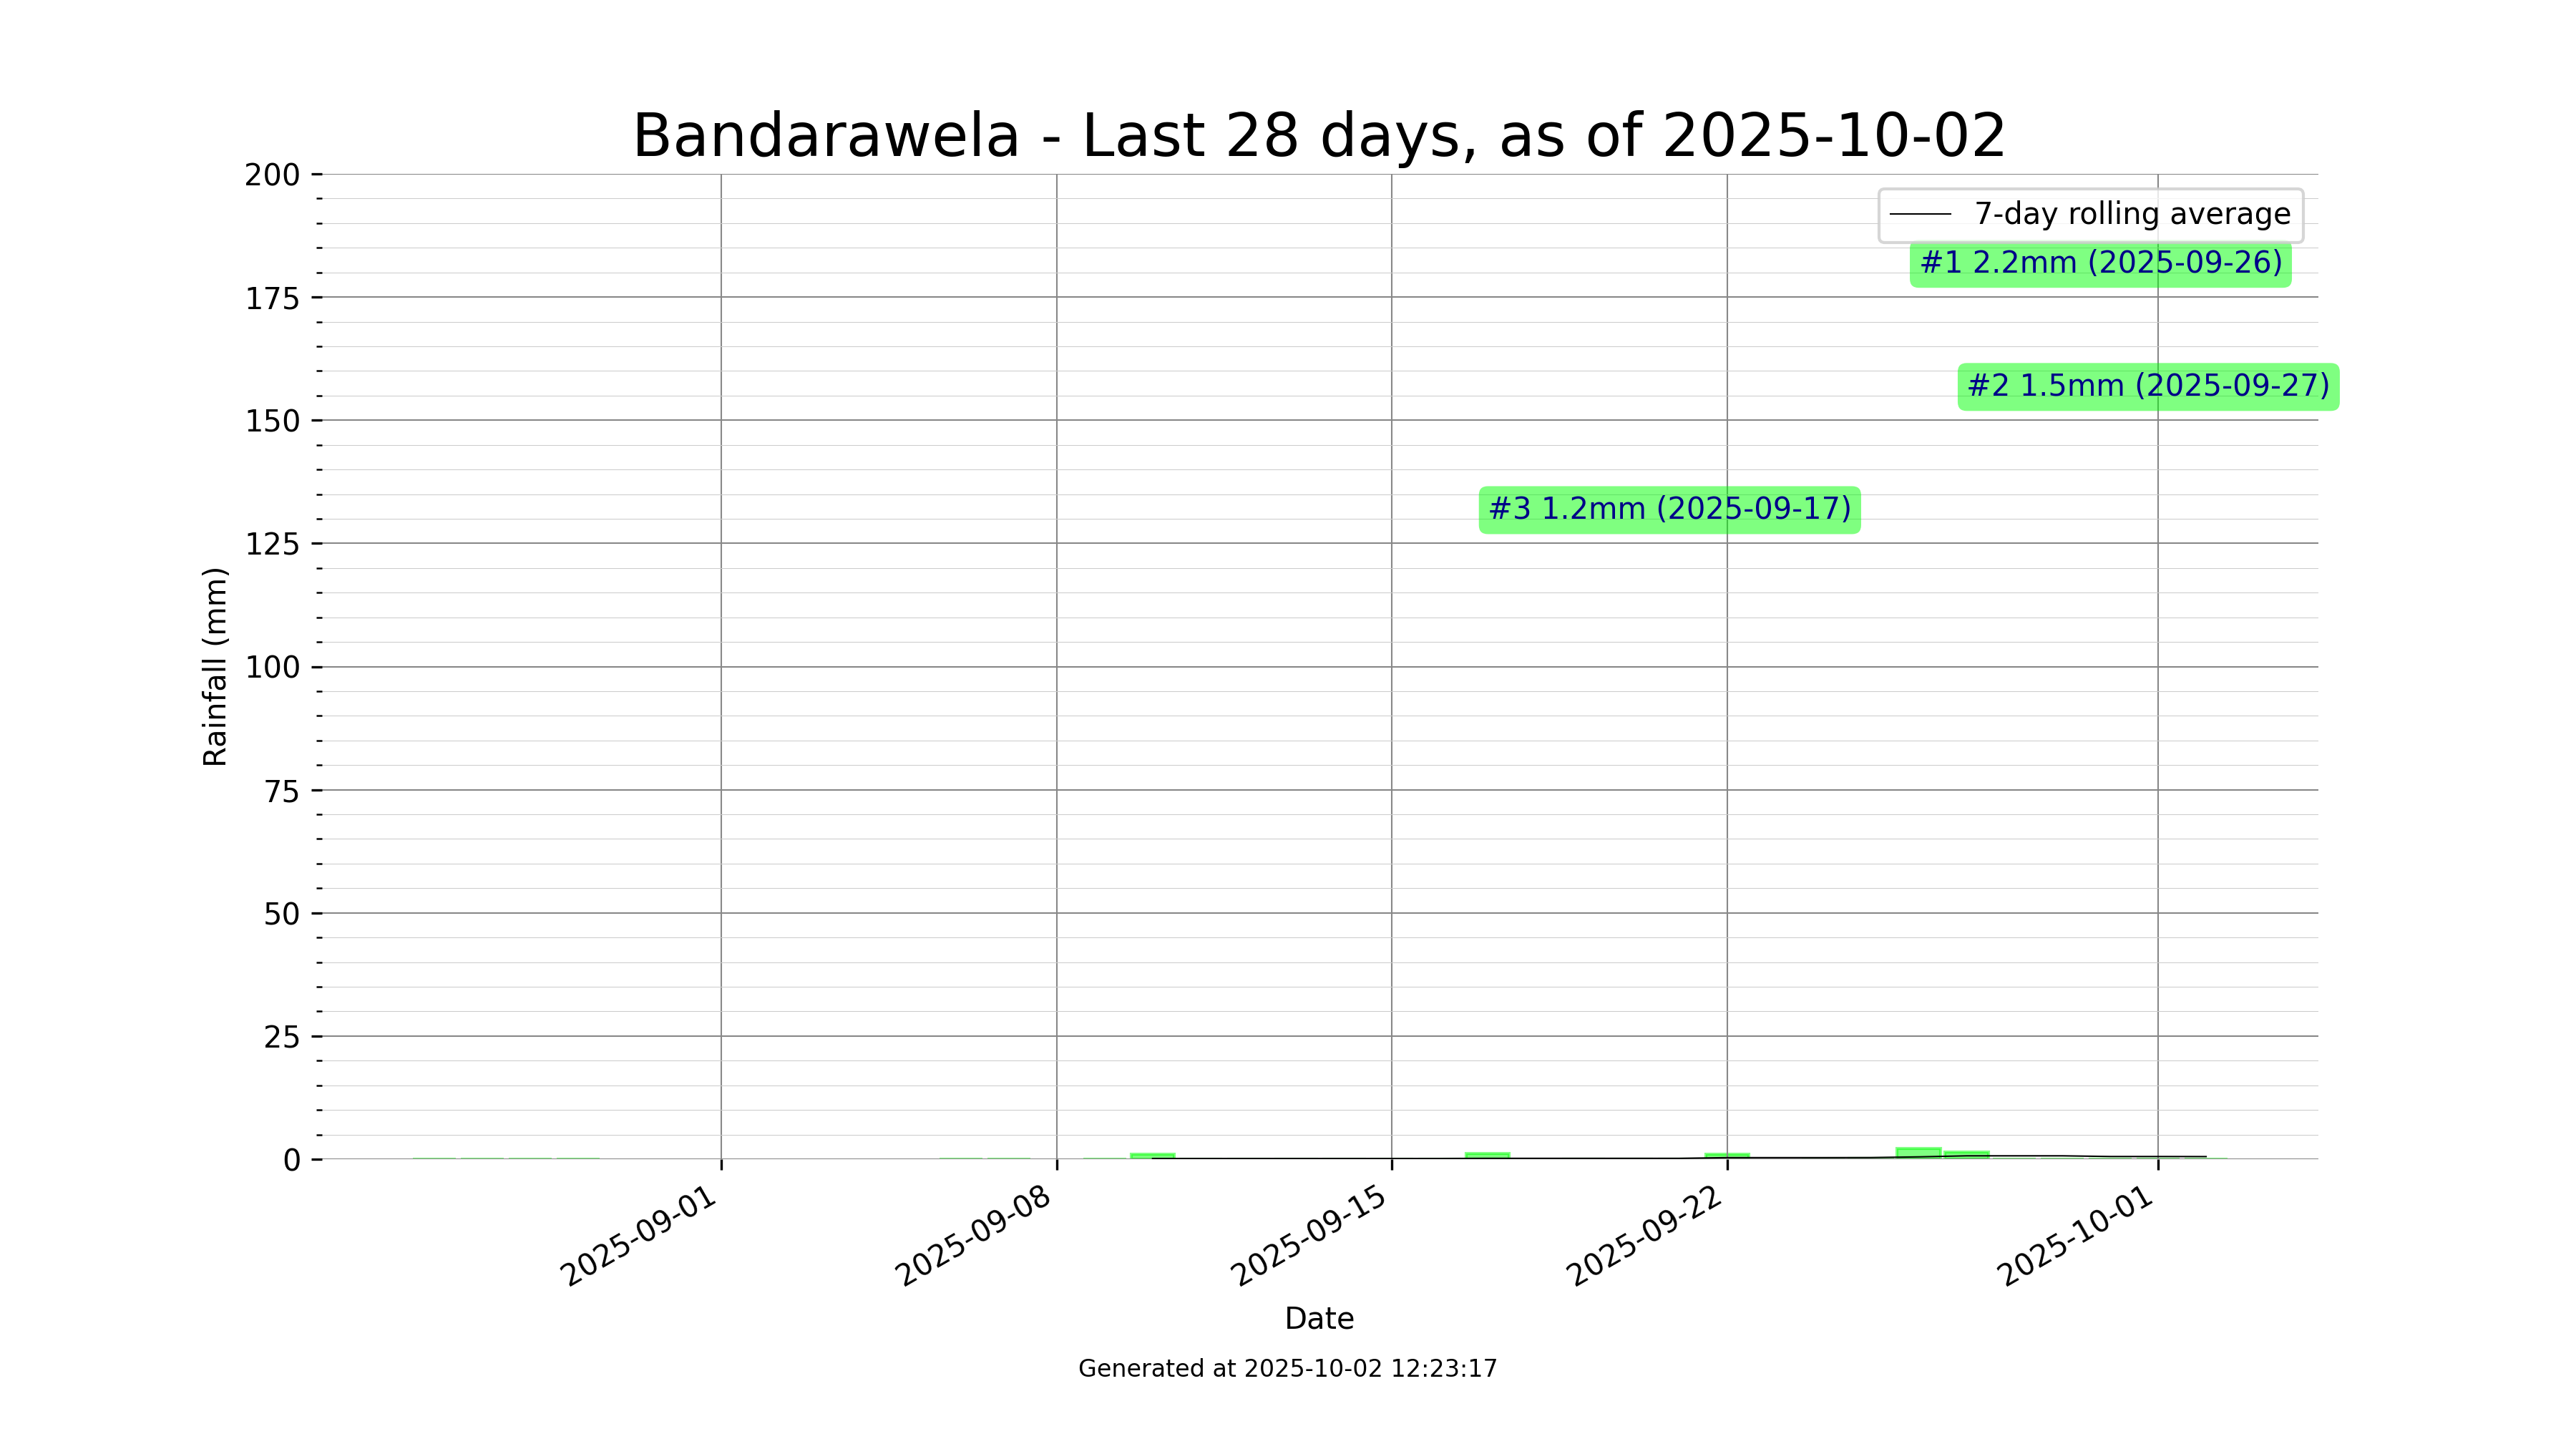 Bandarawela - Last 28 days, as of 2025-10-02
200
175
150
125
100
75
50
25
0
Rainfall (mm)
7-day rolling average
#1 2.2mm (2025-09-26)
#2 1.5mm (2025-09-27)
#3 1.2mm (2025-09-17)
2025-09-01
2025-09-08
2025-09-15
2025-09-22
2025-10-01
Date
Generated at 2025-10-02 12:23:17